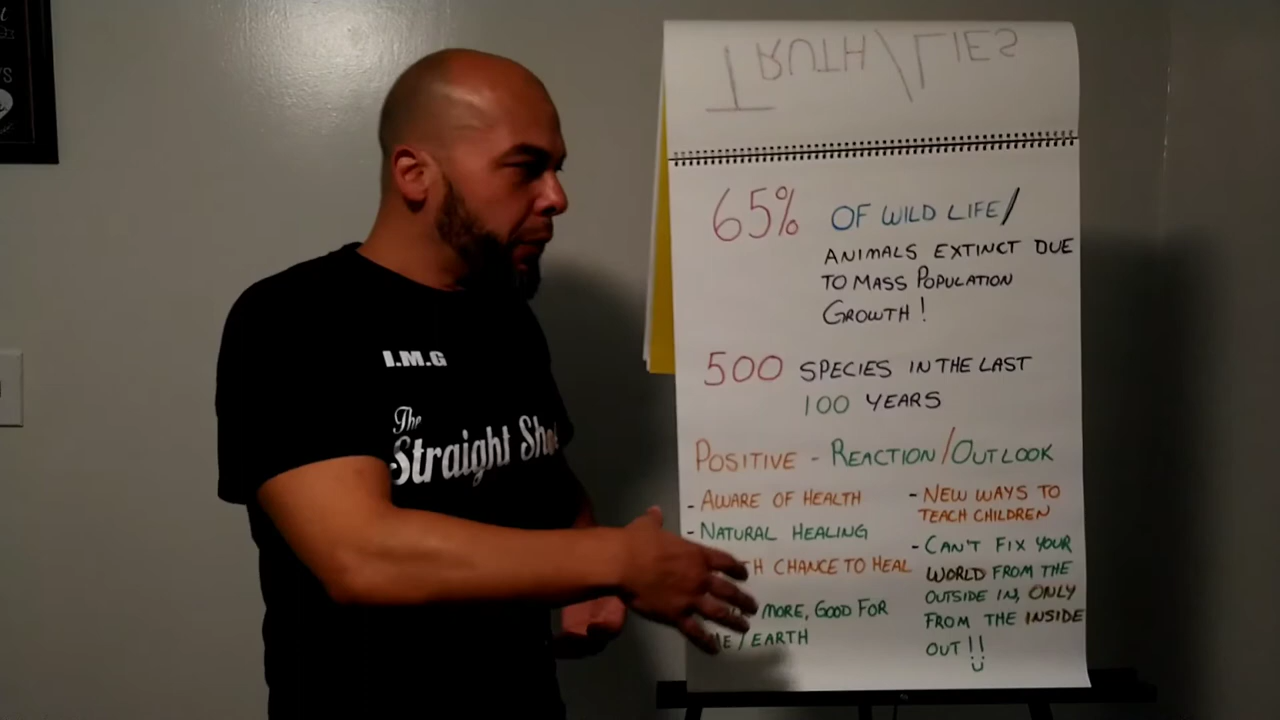 TRUTH/LIES
65% OF WILD LIFE/
ANIMALS EXTINCT DUE
TO MASS POPULATION
GROWTH!
500 SPECIES IN THE LAST
100 YEARS
POSITIVE - REACTION/OUTLOOK
- AWARE OF HEALTH
- NATURAL HEALING
CHANCE TO HEAL
MORE, GOOD FOR
/ EARTH
- NEW WAYS TO
TEACH CHILDREN
- CAN'T FIX YOUR
WORLD FROM THE
OUTSIDE IN, ONLY
FROM THE INSIDE
OUT!!
I.M.G
The
Straight